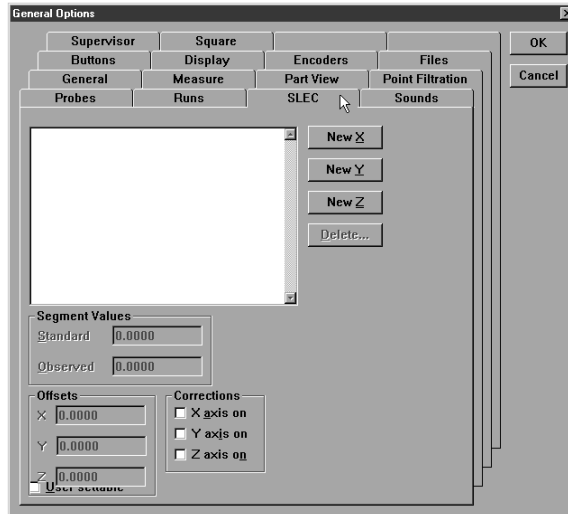 General Options
Supervisor Square
OK
Buttons Display Encoders Files
General Measure Part View Point Filtration
Cancel
Probes Runs SLEC Sounds
New X
New Y
New Z
Delete...
Segment Values
Standard 0.0000
Observed 0.0000
Offsets
X 0.0000
Y 0.0000
Z 0.0000
User settable
Corrections
X axis on
Y axis on
Z axis on